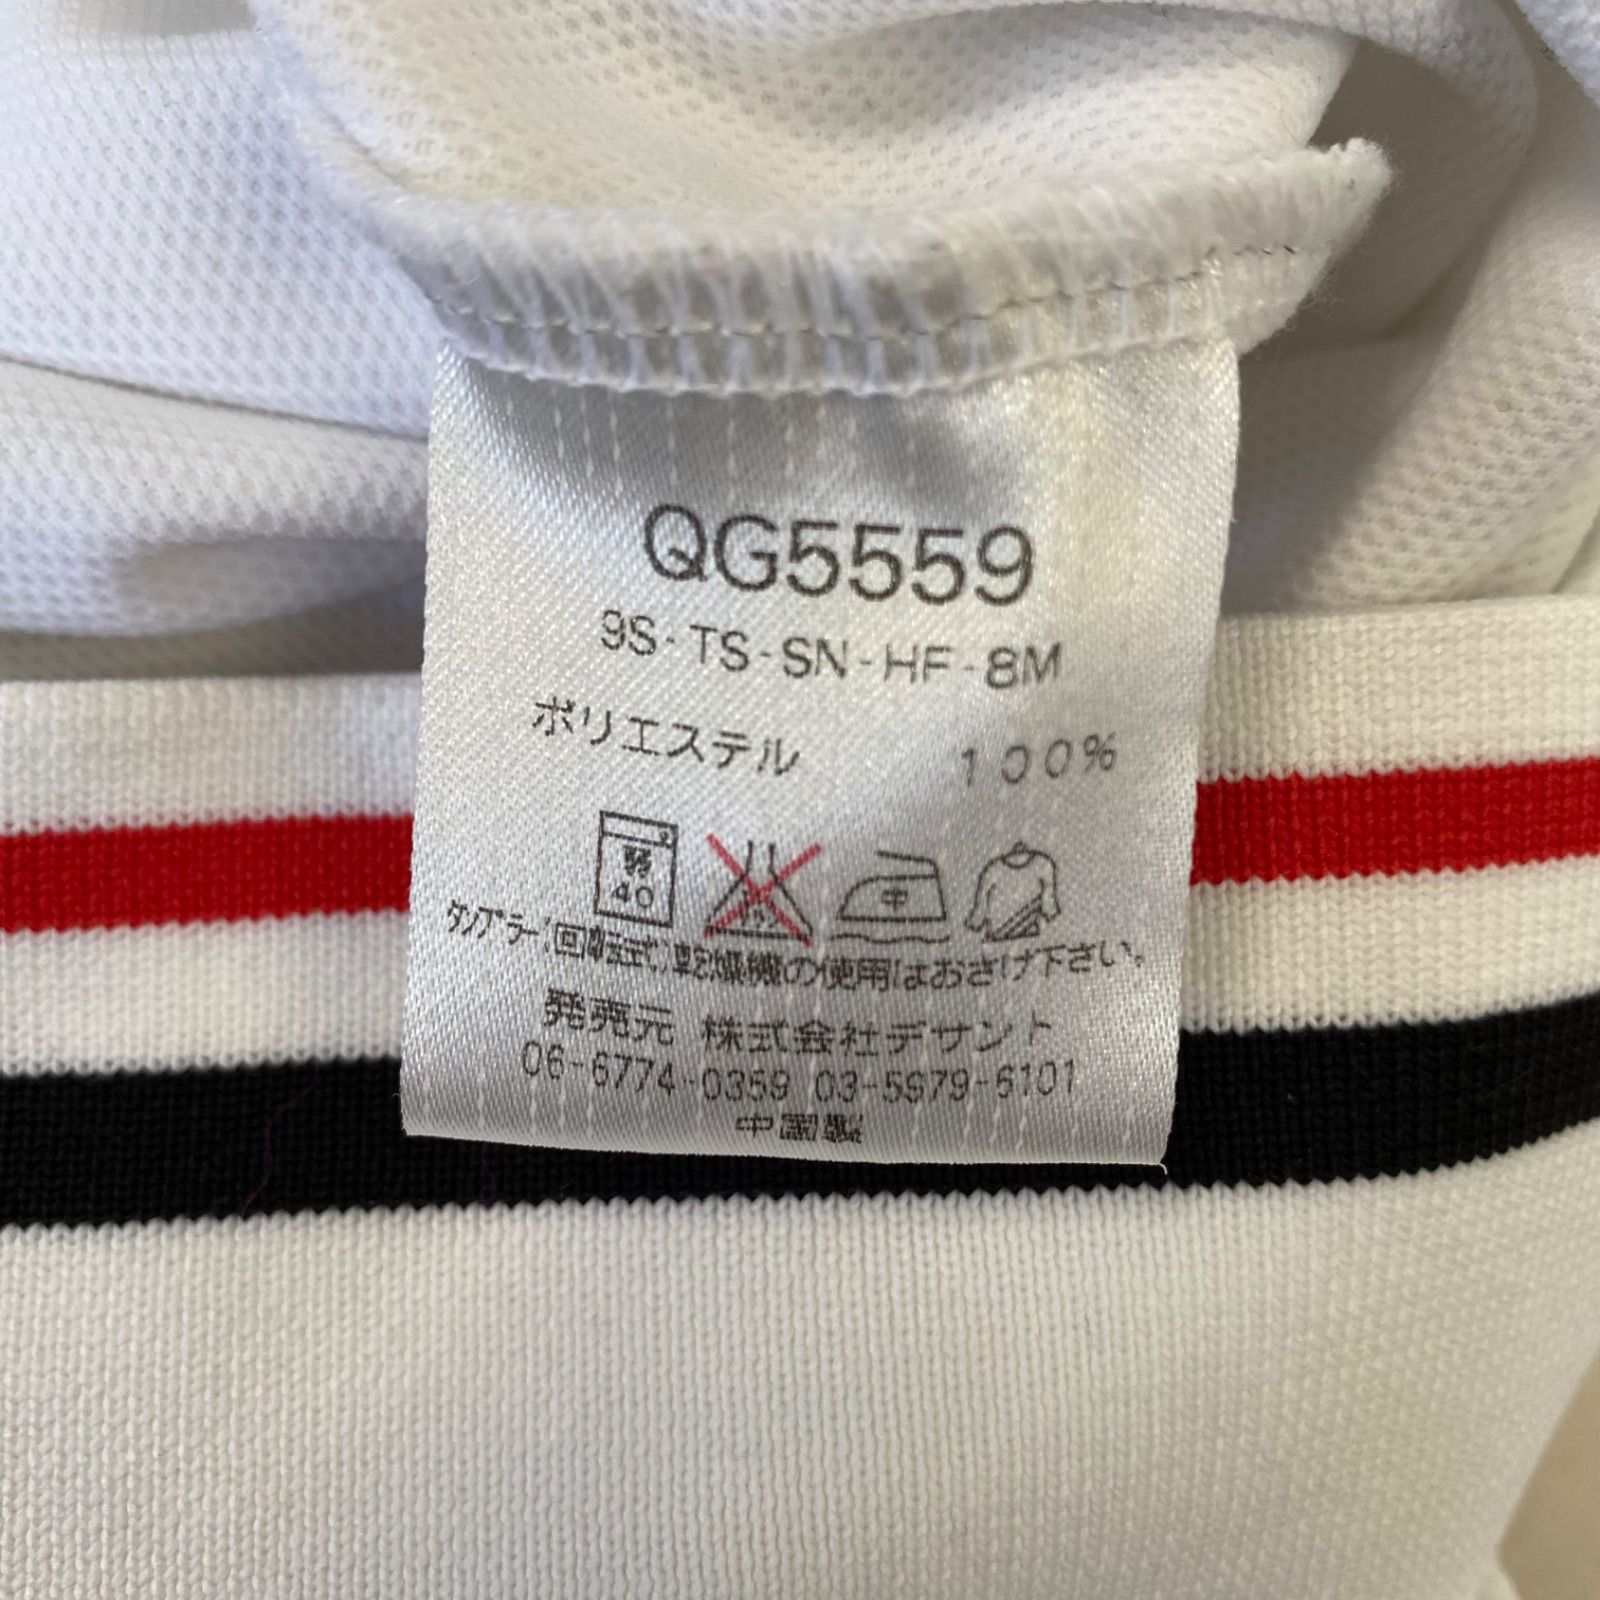 QG5559
9S-TS-SN-HF-8M
ポリエステル 100%
弱
40
中
タンブラー(回転式)乾燥機の使用はおさけ下さい。
発売元 株式会社デサント
06-6774-0359 03-5979-6101
中国製